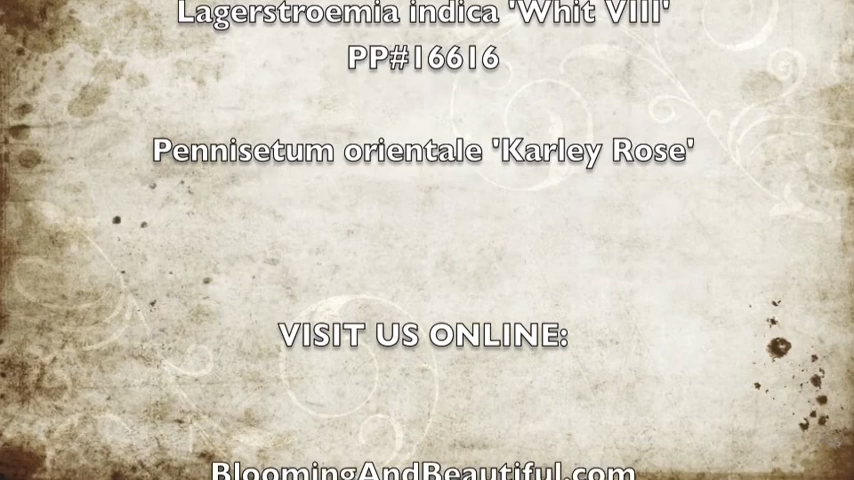 Lagerstroemia indica 'Whit VIII'
PP#16616
Pennisetum orientale 'Karley Rose'
VISIT US ONLINE:
BloomingAndBeautiful.com